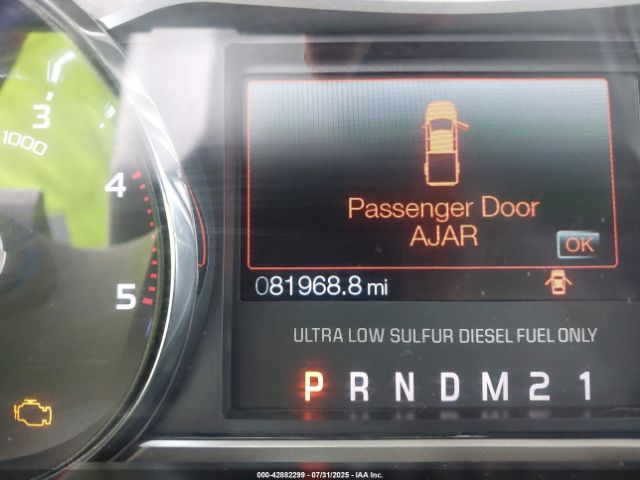 3
1000
4
5
Passenger Door
AJAR
OK
081968.8 mi
ULTRA LOW SULFUR DIESEL FUEL ONLY
P R N D M 2 1
000-42882299 - 07/31/2025 - IAA Inc.